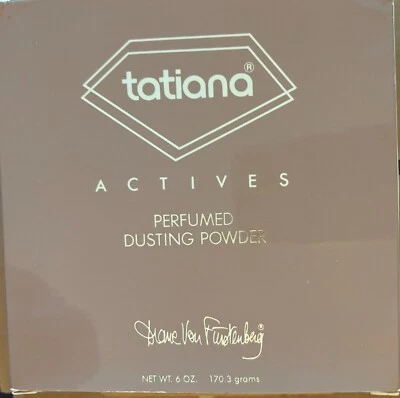 tatiana®
ACTIVES
PERFUMED
DUSTING POWDER
Diane Von Furstenberg®
NET WT. 6 OZ. 170.3 grams